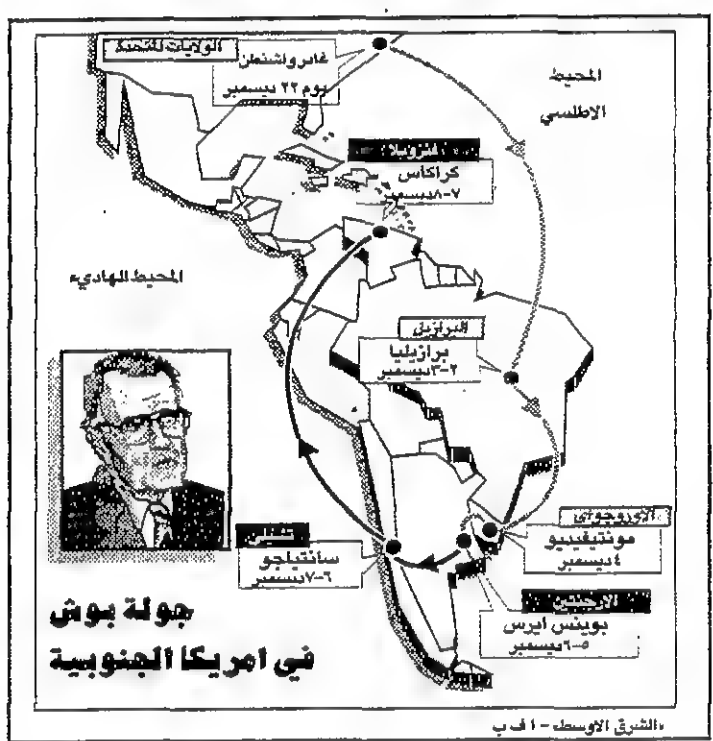 الولايات المتحدة
غادر واشنطن
يوم ٢٢ ديسمبر
المحيط
الاطلسي
فنزويلا
كراكاس
٧-٨ ديسمبر
المحيط الهاديء
البرازيل
برازيليا
٢-٣ ديسمبر
الاوروجواي
مونتيفيديو
٤ ديسمبر
تشيلي
سانتياجو
٦-٧ ديسمبر
الارجنتين
بوينس ايرس
٥-٦ ديسمبر
جولة بوش
في امريكا الجنوبية
«الشرق الاوسط» - ا ف ب